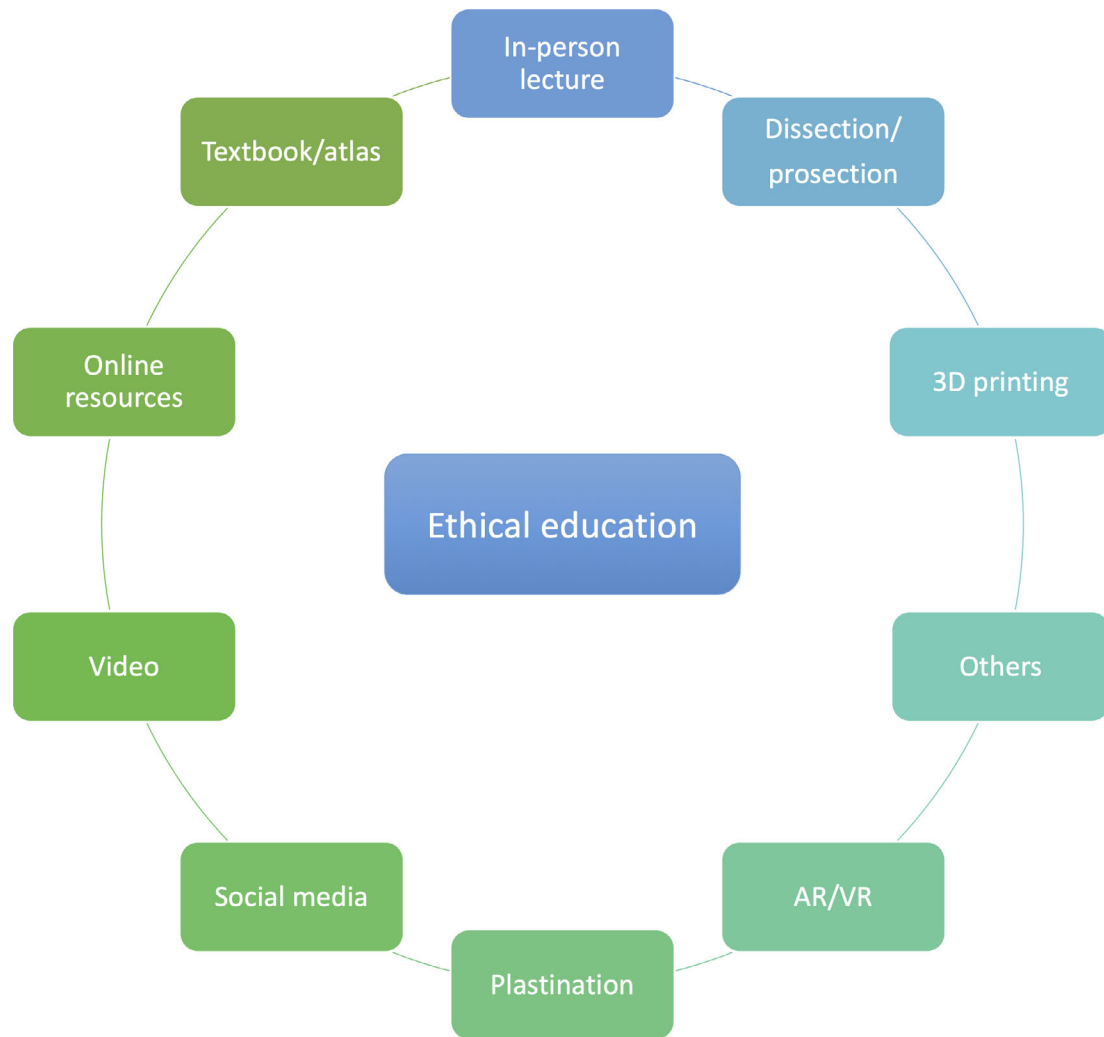 In-person
lecture
Dissection/
prosection
3D printing
Others
AR/VR
Plastination
Social media
Video
Online
resources
Textbook/atlas
Ethical education